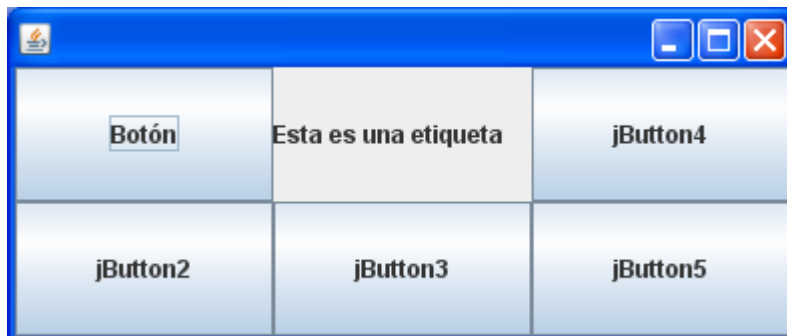 Botón
Esta es una etiqueta
jButton4
jButton2
jButton3
jButton5